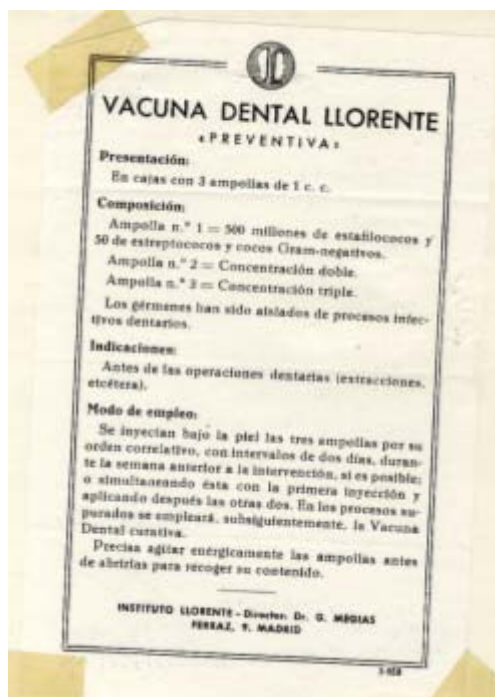 VACUNA DENTAL LLORENTE
«PREVENTIVA»
Presentación:
En cajas con 3 ampollas de 1 c. c.
Composición:
Ampolla n.º 1 = 500 millones de estafilococos y
50 de estreptococos y cocos Gram-negativos.
Ampolla n.º 2 = Concentración doble.
Ampolla n.º 3 = Concentración triple.
Los gérmenes han sido aislados de procesos infec-
tivos dentarios.
Indicaciones:
Antes de las operaciones dentarias (extracciones,
etcétera).
Modo de empleo:
Se inyectan bajo la piel las tres ampollas por su
orden correlativo, con intervalos de dos días, duran-
te la semana anterior a la intervención, si es posible;
o simultaneando ésta con la primera inyección y
aplicando después las otras dos. En los procesos su-
purados se empleará, subsiguientemente, la Vacuna
Dental curativa.
Precisa agitar enérgicamente las ampollas antes
de abrirlas para recoger su contenido.
INSTITUTO LLORENTE - Director: Dr. G. MEGIAS
FERRAZ, 9. MADRID